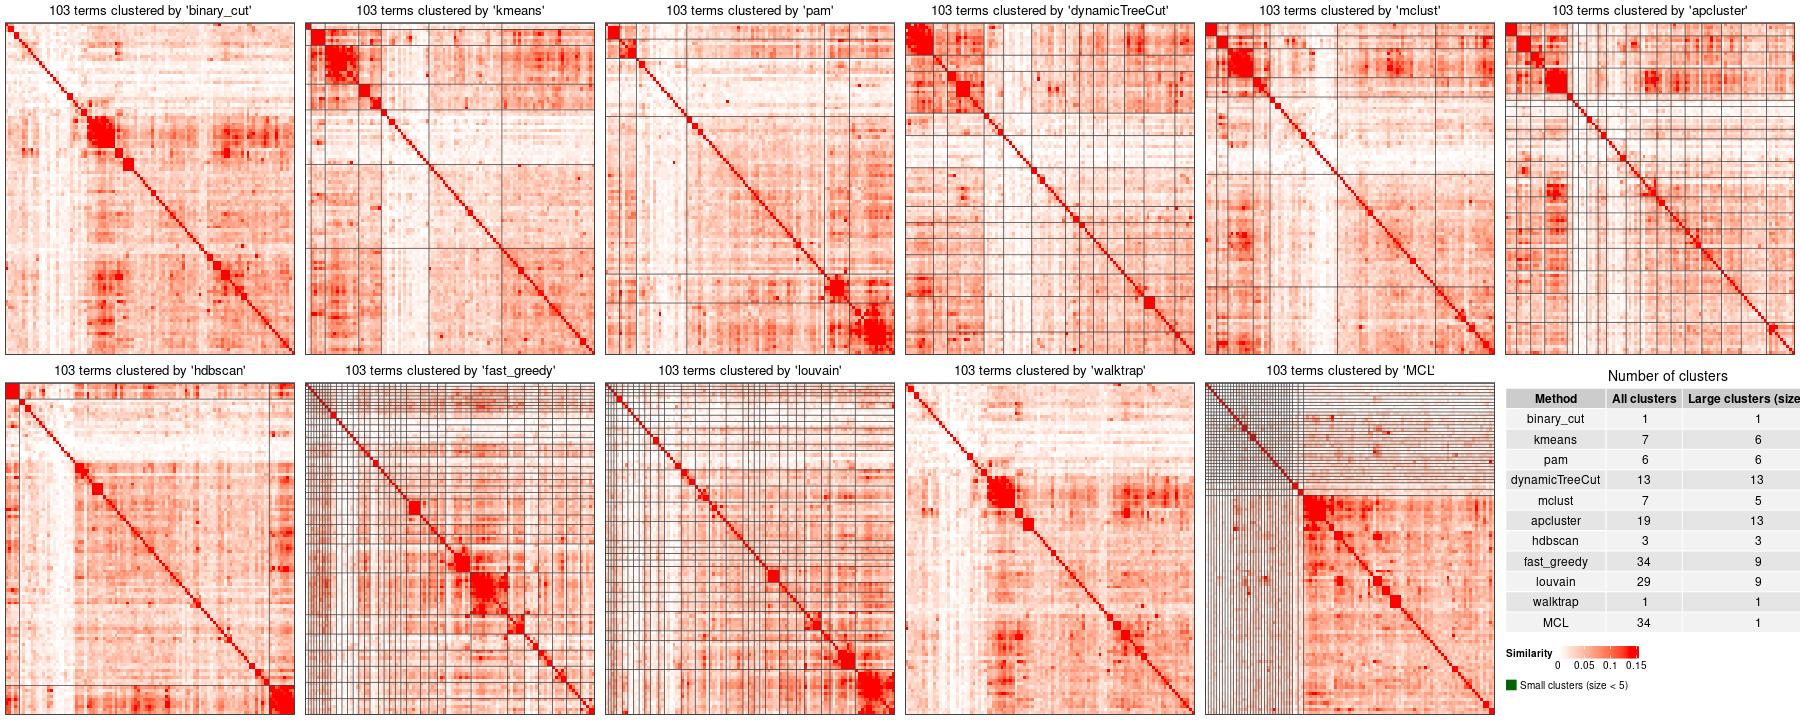 103 terms clustered by 'binary_cut'
103 terms clustered by 'kmeans'
103 terms clustered by 'pam'
103 terms clustered by 'dynamicTreeCut'
103 terms clustered by 'mclust'
103 terms clustered by 'apcluster'
103 terms clustered by 'hdbscan'
103 terms clustered by 'fast_greedy'
103 terms clustered by 'louvain'
103 terms clustered by 'walktrap'
103 terms clustered by 'MCL'
Number of clusters
Method All clusters Large clusters (size
binary_cut 1 1
kmeans 7 6
pam 6 6
dynamicTreeCut 13 13
mclust 7 5
apcluster 19 13
hdbscan 3 3
fast_greedy 34 9
louvain 29 9
walktrap 1 1
MCL 34 1
Similarity
0 0.05 0.1 0.15
Small clusters (size < 5)